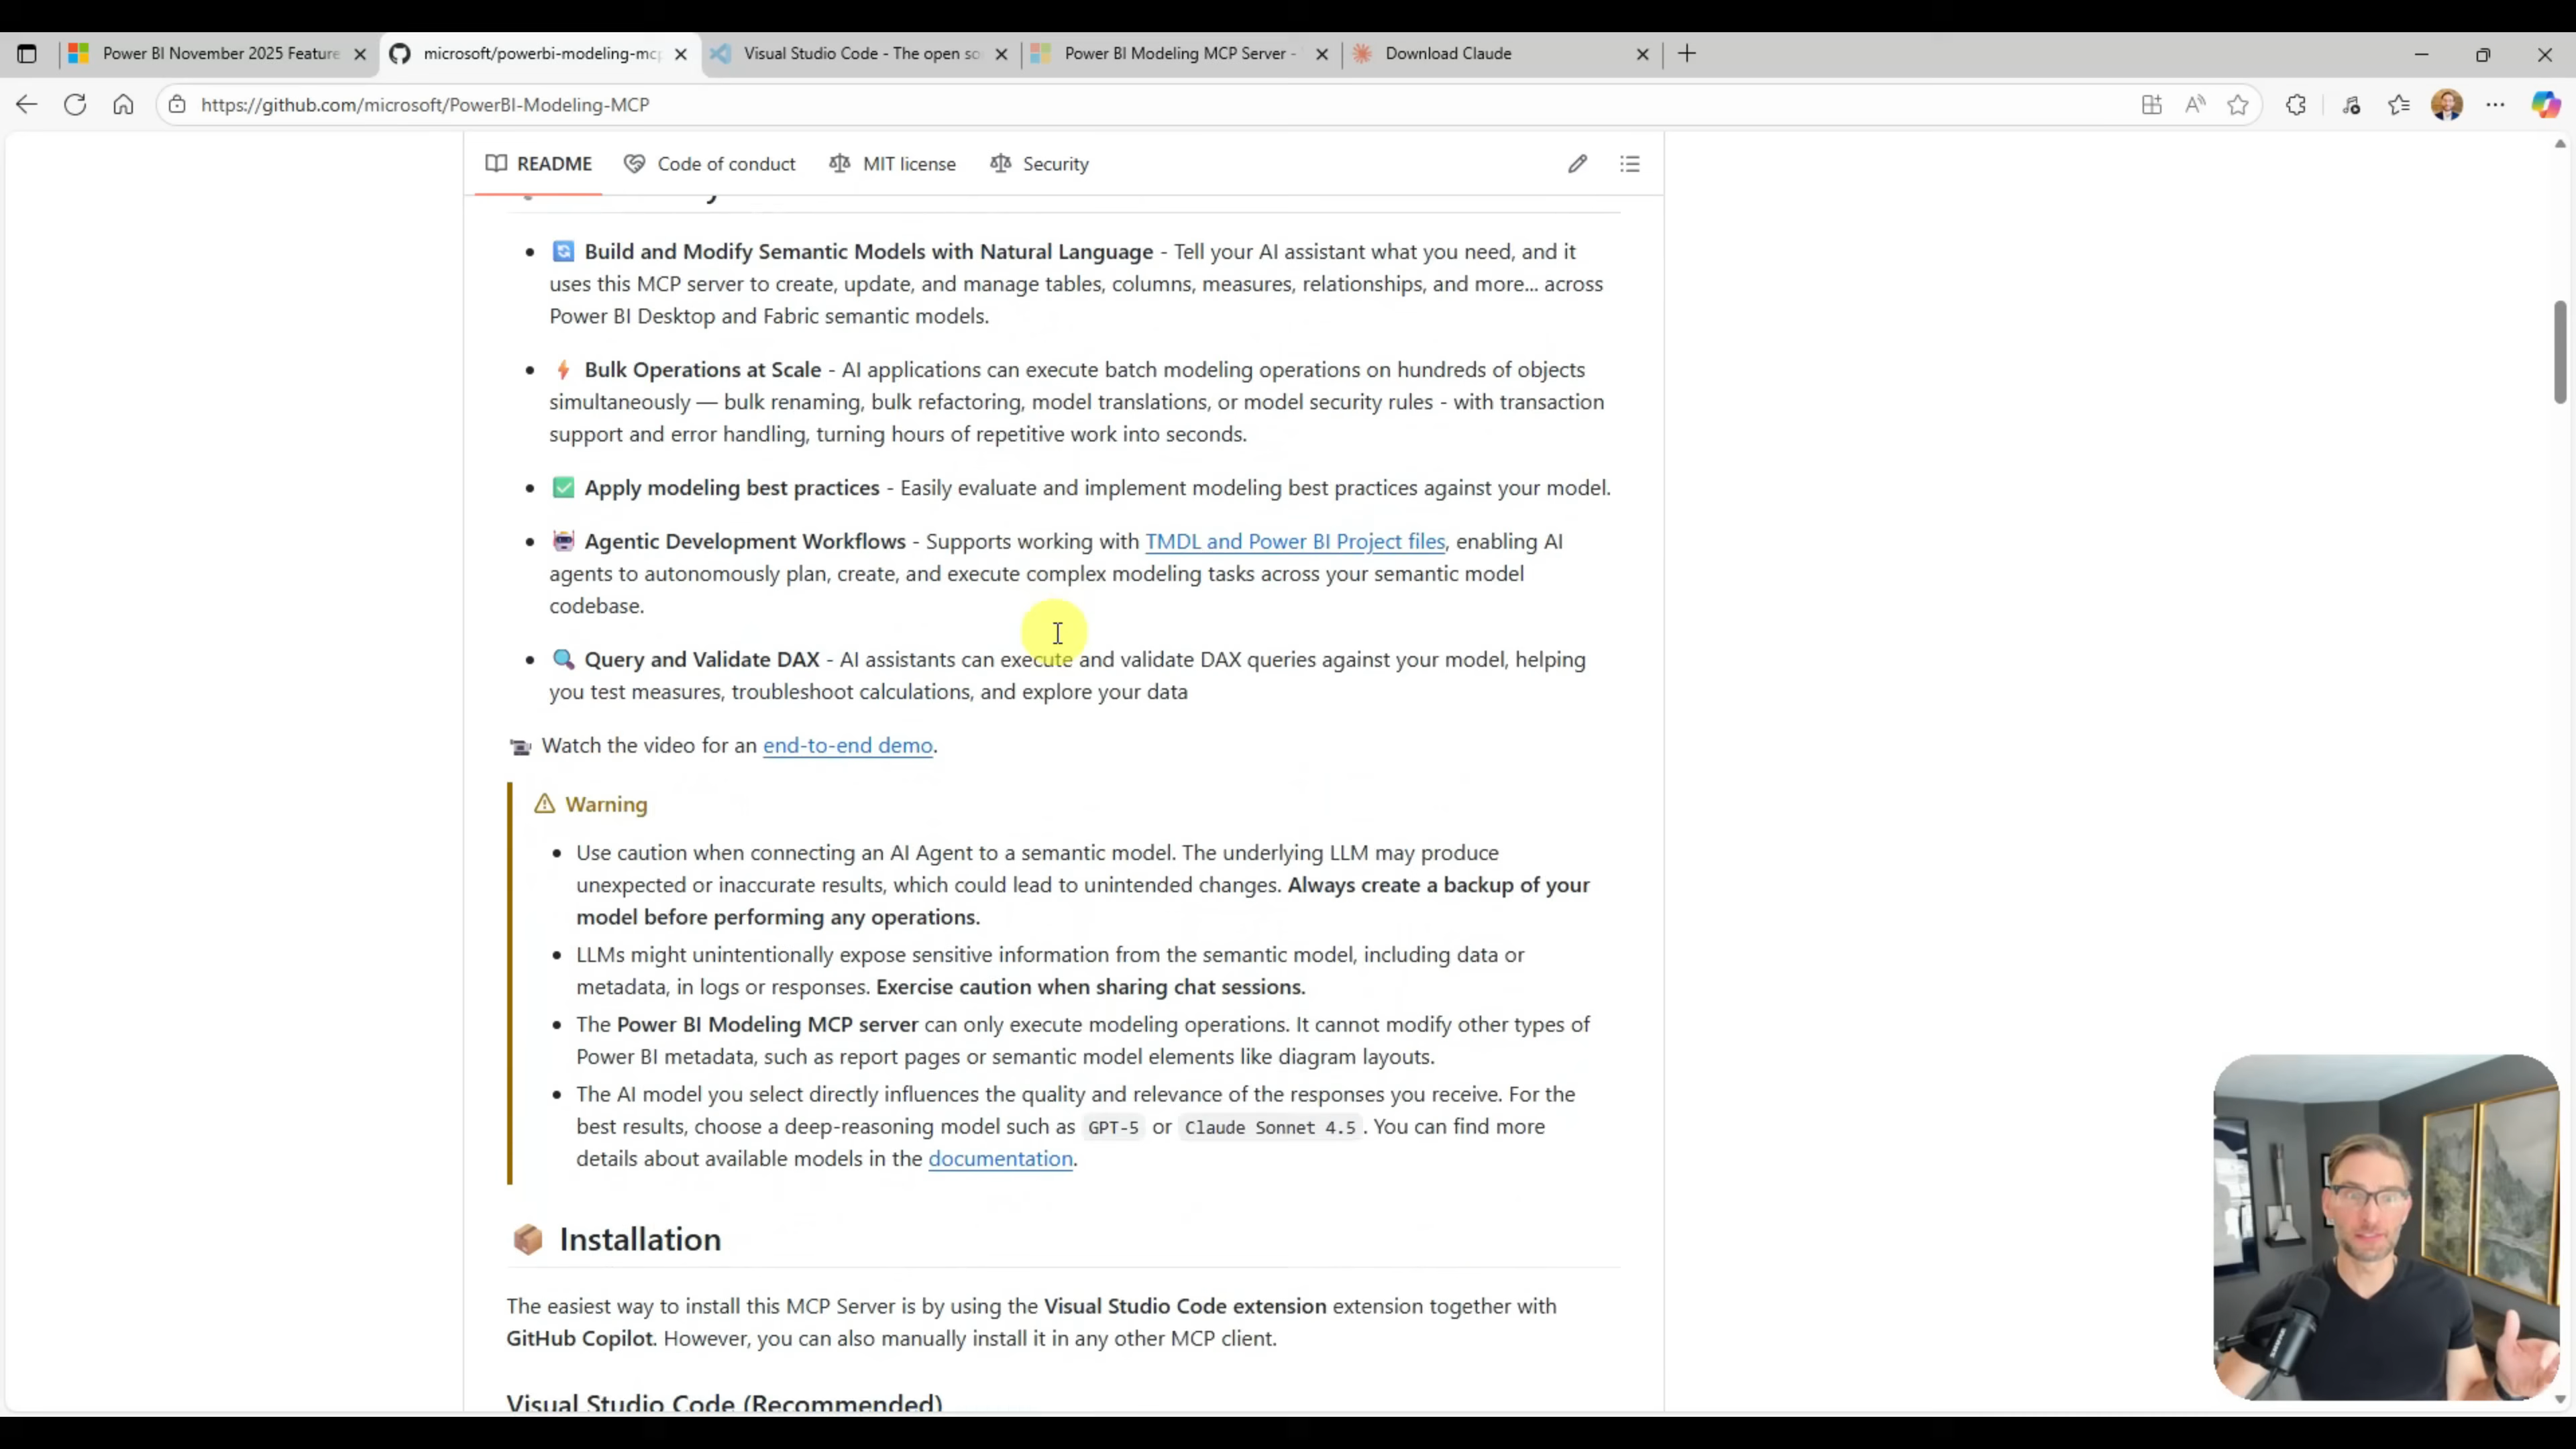 Power BI November 2025 Feature
microsoft/powerbi-modeling-mcp
Visual Studio Code - The open so
Power BI Modeling MCP Server -
Download Claude
https://github.com/microsoft/PowerBI-Modeling-MCP
README
Code of conduct
MIT license
Security
Build and Modify Semantic Models with Natural Language - Tell your AI assistant what you need, and it
uses this MCP server to create, update, and manage tables, columns, measures, relationships, and more... across
Power BI Desktop and Fabric semantic models.
Bulk Operations at Scale - AI applications can execute batch modeling operations on hundreds of objects
simultaneously — bulk renaming, bulk refactoring, model translations, or model security rules - with transaction
support and error handling, turning hours of repetitive work into seconds.
Apply modeling best practices - Easily evaluate and implement modeling best practices against your model.
Agentic Development Workflows - Supports working with TMDL and Power BI Project files, enabling AI
agents to autonomously plan, create, and execute complex modeling tasks across your semantic model
codebase.
Query and Validate DAX - AI assistants can execute and validate DAX queries against your model, helping
you test measures, troubleshoot calculations, and explore your data
Watch the video for an end-to-end demo.
Warning
Use caution when connecting an AI Agent to a semantic model. The underlying LLM may produce
unexpected or inaccurate results, which could lead to unintended changes. Always create a backup of your
model before performing any operations.
LLMs might unintentionally expose sensitive information from the semantic model, including data or
metadata, in logs or responses. Exercise caution when sharing chat sessions.
The Power BI Modeling MCP server can only execute modeling operations. It cannot modify other types of
Power BI metadata, such as report pages or semantic model elements like diagram layouts.
The AI model you select directly influences the quality and relevance of the responses you receive. For the
best results, choose a deep-reasoning model such as GPT-5 or Claude Sonnet 4.5. You can find more
details about available models in the documentation.
Installation
The easiest way to install this MCP Server is by using the Visual Studio Code extension extension together with
GitHub Copilot. However, you can also manually install it in any other MCP client.
Visual Studio Code (Recommended)